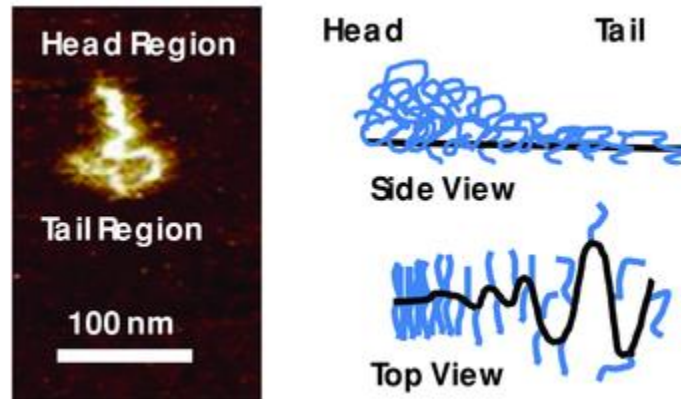 Head Region
Tail Region
100 nm
Head
Tail
Side View
Top View